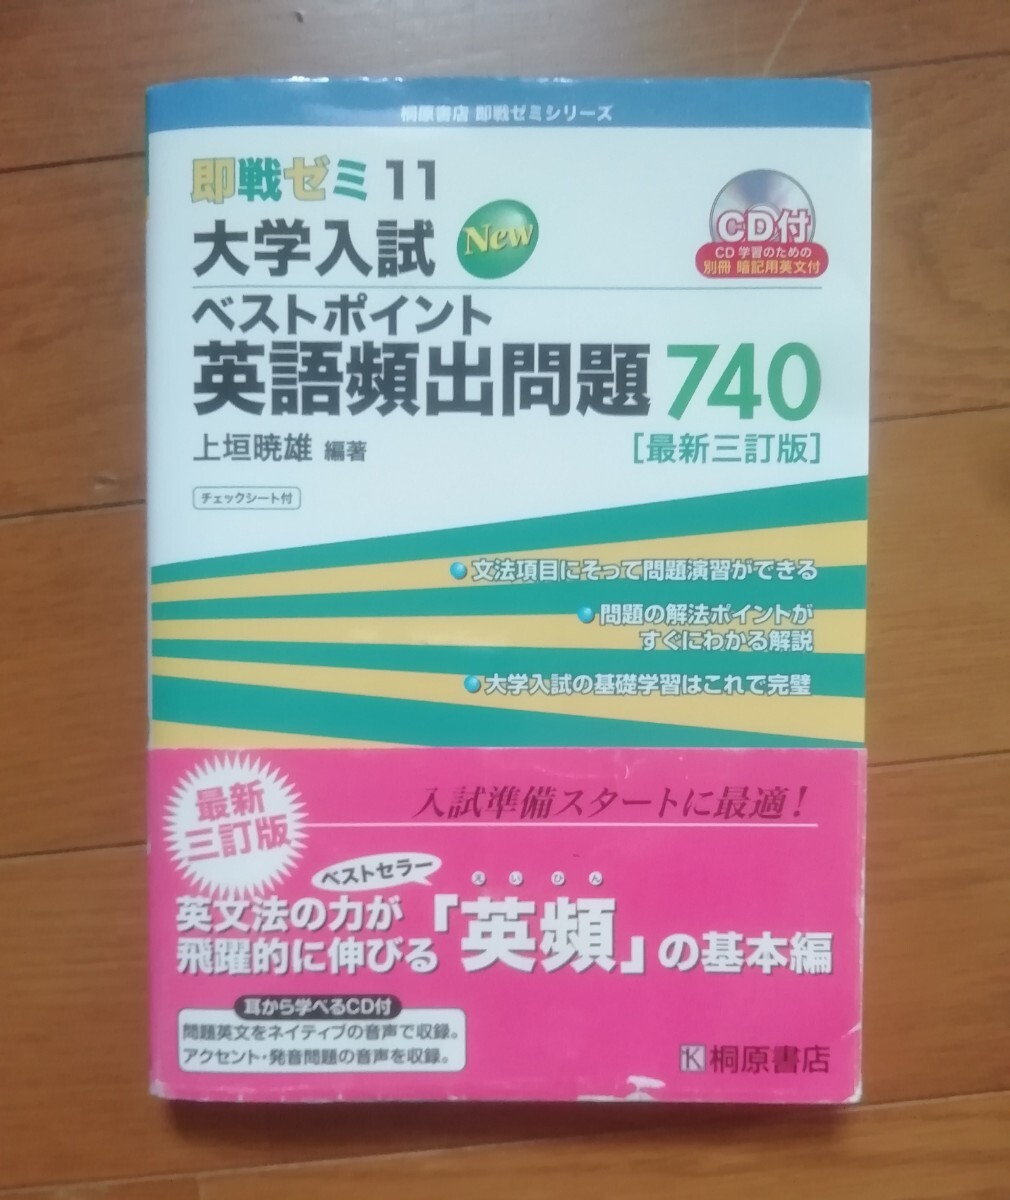 桐原書店 即戦ゼミシリーズ
即戦ゼミ 11
大学入試 New
CD付
CD 学習のための
別冊 暗記用英文付
ベストポイント
英語頻出問題 740
上垣暁雄 編著
[最新三訂版]
チェックシート付
文法項目にそって問題演習ができる
問題の解法ポイントが
すぐにわかる解説
大学入試の基礎学習はこれで完璧
最新
三訂版
入試準備スタートに最適!
ベストセラー
えいひん
英文法の力が
飛躍的に伸びる「英頻」の基本編
耳から学べるCD付
問題英文をネイティブの音声で収録。
アクセント・発音問題の音声を収録。
K 桐原書店